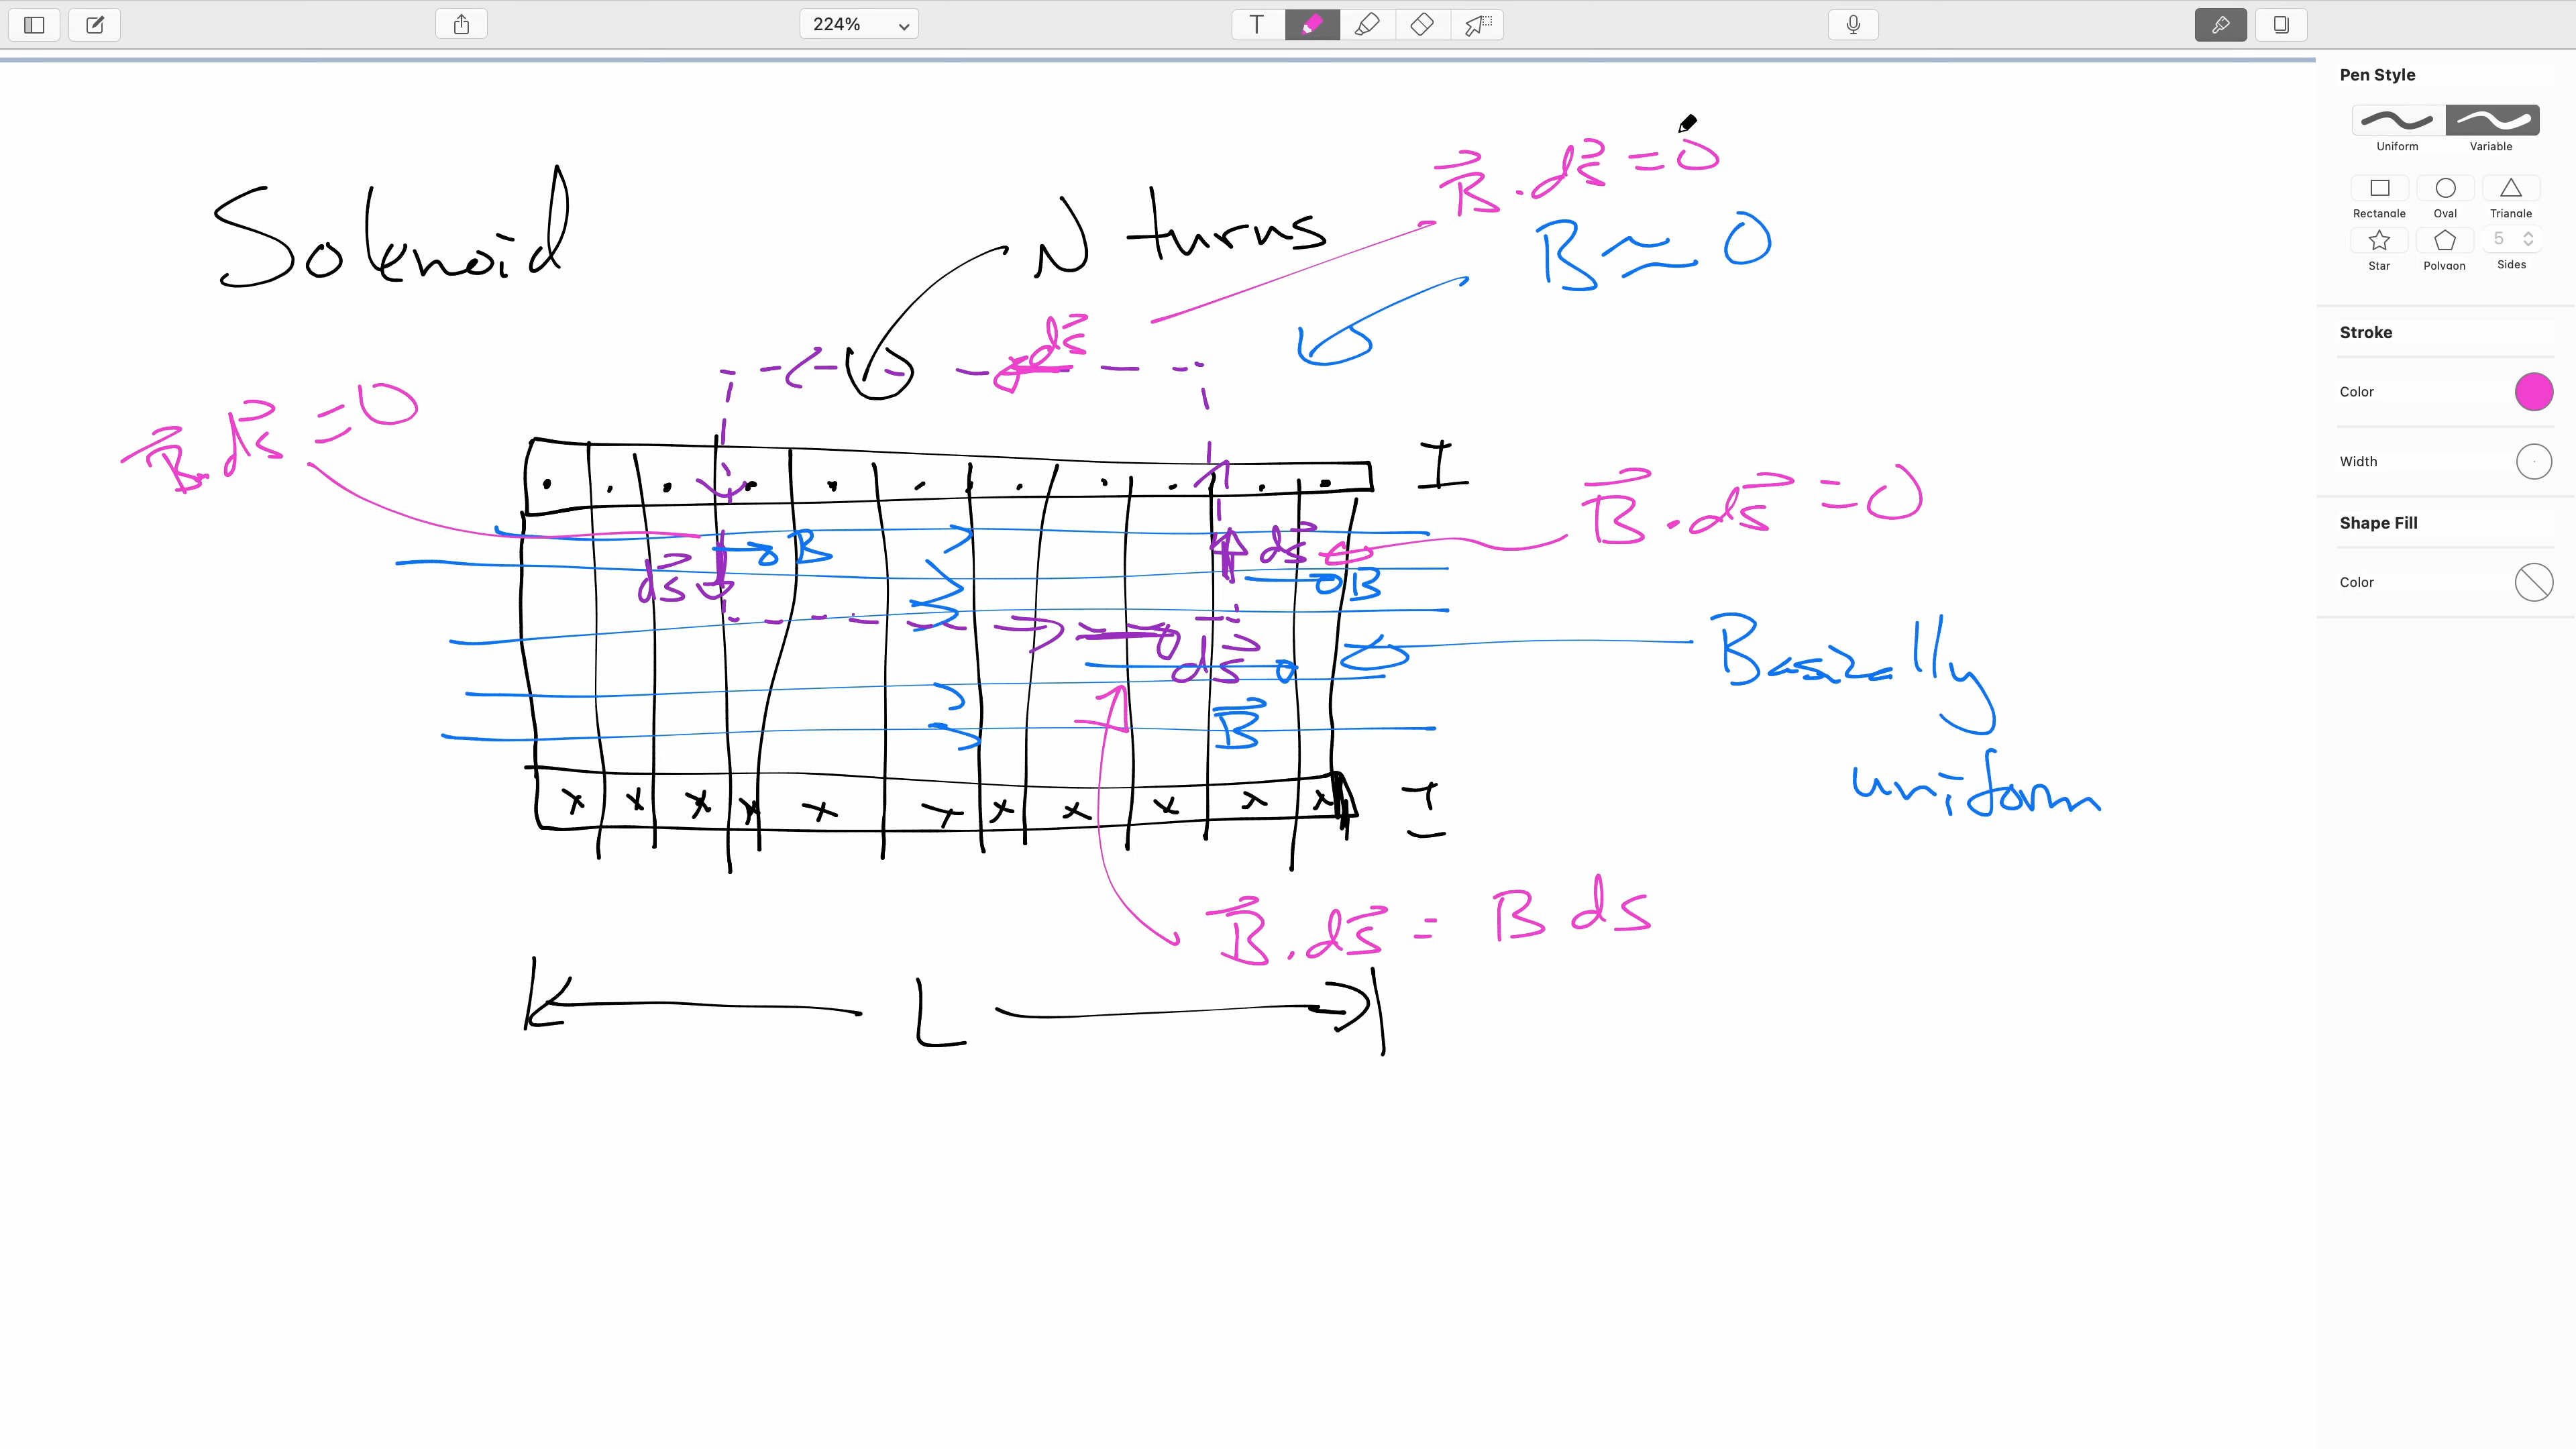 224%
T
Pen Style
Uniform
Variable
Rectangle
Oval
Triangle
Star
Polygon
5
Sides
Stroke
Color
Width
Shape Fill
Color
Solenoid
N turns
B⃗ · ds⃗ = 0
B ≈ 0
ds⃗
B⃗ · ds⃗ = 0
I
B⃗ · ds⃗ = 0
ds⃗
B
ds⃗
B
ds⃗
B⃗
uniform
I
B⃗ · ds⃗ = B ds
L